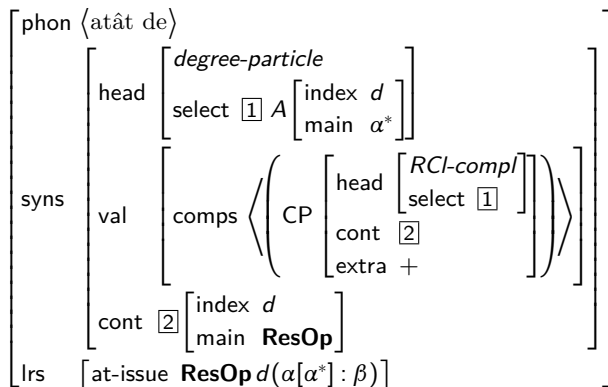 phon ⟨atât de⟩
degree-particle
head
select [1] A [index d
main α*]
syns
val
comps ⟨( CP [head [RCl-compl
select [1]]
cont [2]
extra +] )⟩
cont [2] [index d
main ResOp]
lrs [at-issue ResOp d(α[α*] : β)]